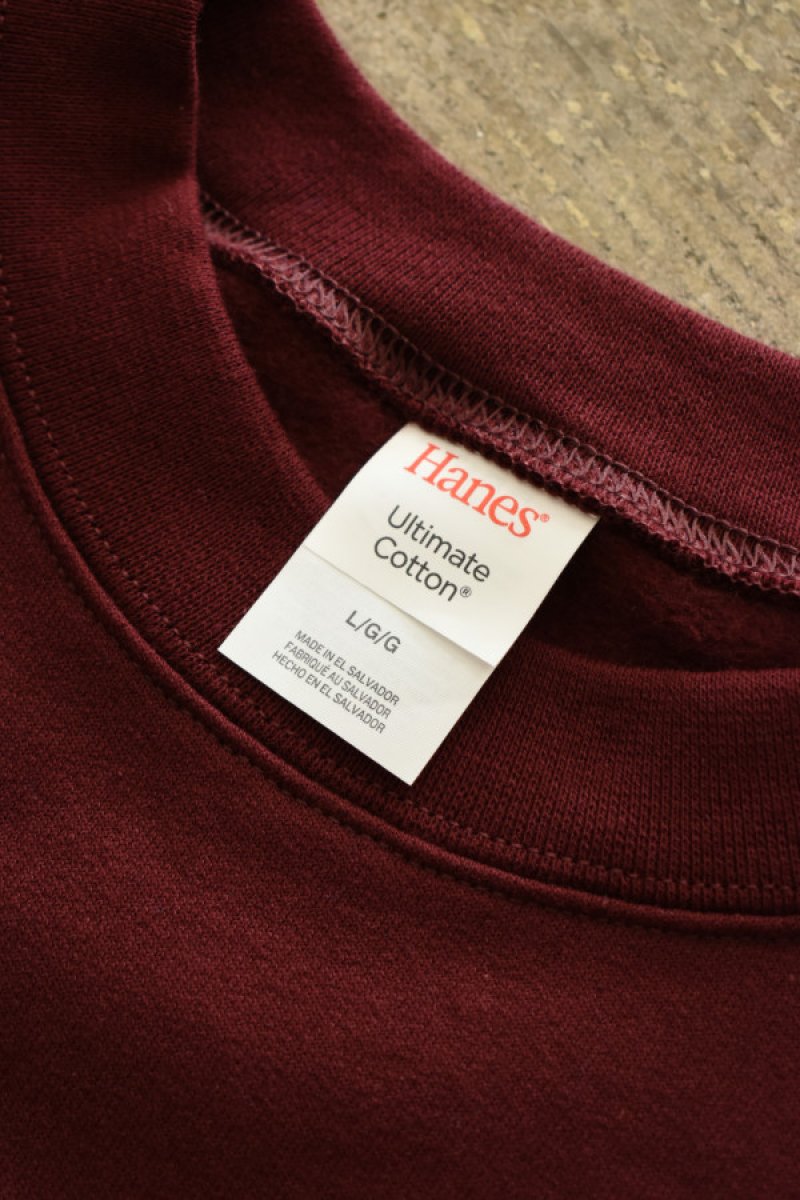 Hanes®
Ultimate
Cotton®
L/G/G
MADE IN EL SALVADOR
FABRIQUÉ AU SALVADOR
HECHO EN EL SALVADOR